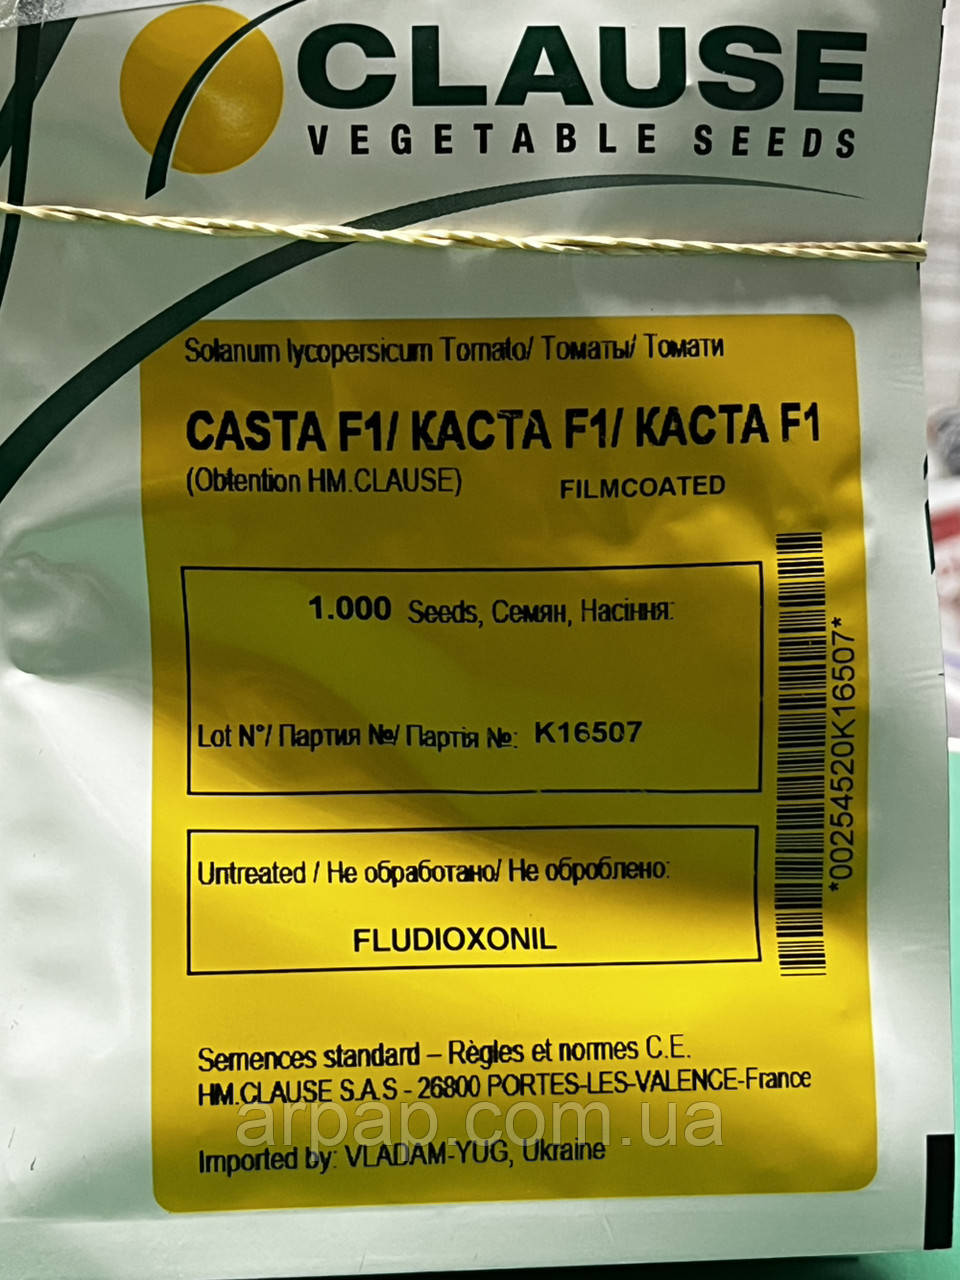 CLAUSE
VEGETABLE SEEDS
Solanum lycopersicum Tomato/ Томаты/ Томати
CASTA F1/ КАСТА F1/ КАСТА F1
(Obtention HM.CLAUSE) FILMCOATED
1.000 Seeds, Семян, Насіння:
Lot N°/ Партия №/ Партія №: K16507
*00254520K16507*
Untreated / Не обработано/ Не оброблено:
FLUDIOXONIL
Semences standard – Règles et normes C.E.
HM.CLAUSE S.A.S - 26800 PORTES-LES-VALENCE-France
arpap.com.ua
Imported by: VLADAM-YUG, Ukraine